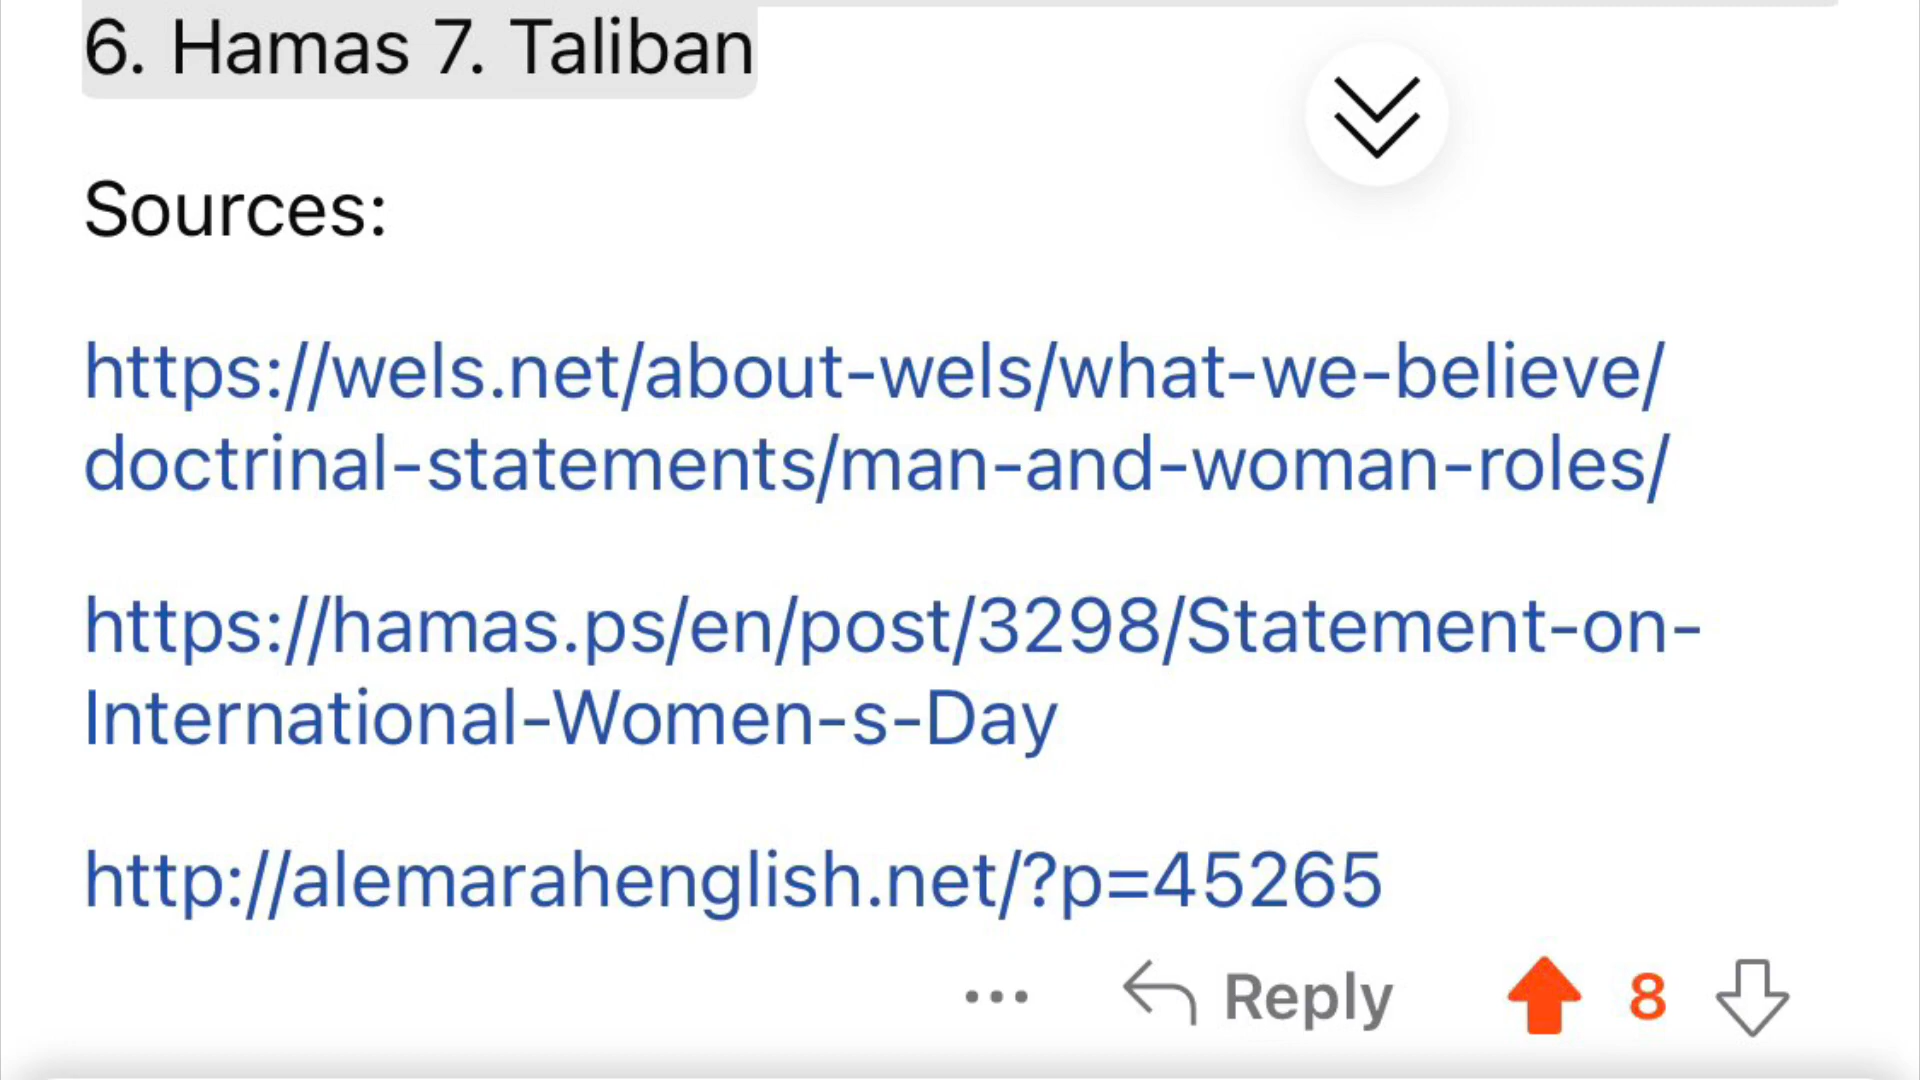 6. Hamas 7. Taliban
Sources:
https://wels.net/about-wels/what-we-believe/
doctrinal-statements/man-and-woman-roles/
https://hamas.ps/en/post/3298/Statement-on-
International-Women-s-Day
http://alemarahenglish.net/?p=45265
Reply 8